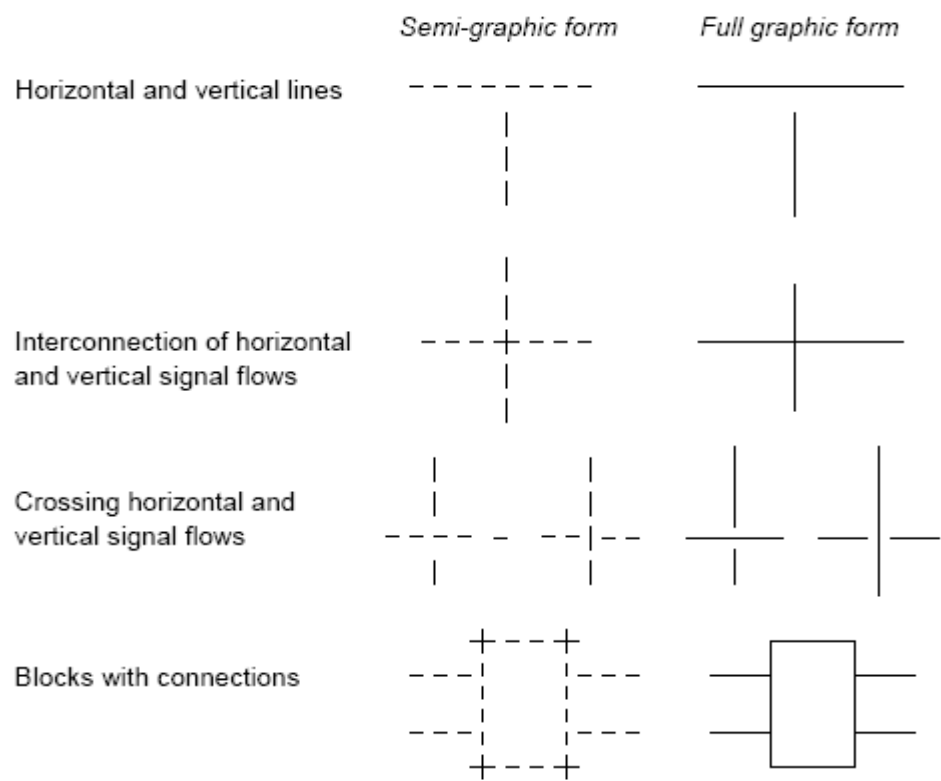 Semi-graphic form Full graphic form
Horizontal and vertical lines
Interconnection of horizontal
and vertical signal flows
Crossing horizontal and
vertical signal flows
Blocks with connections